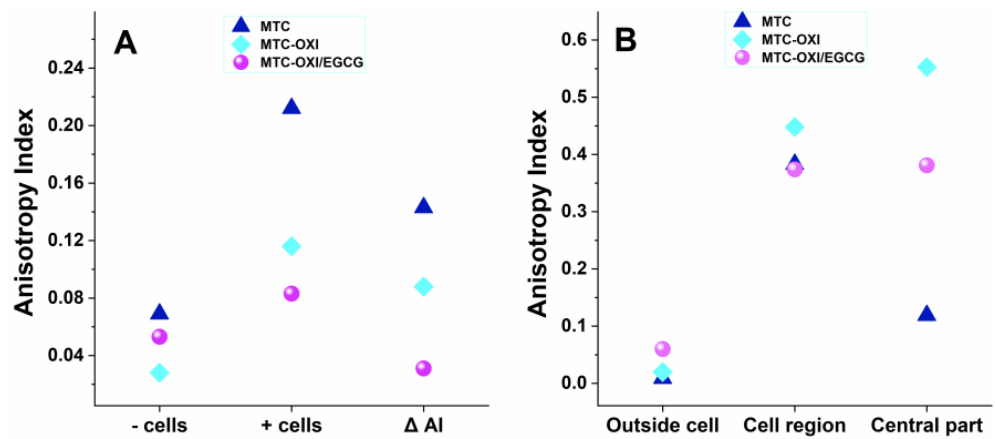 A
MTC
MTC-OXI
MTC-OXI/EGCG
Anisotropy Index
0.24
0.20
0.16
0.12
0.08
0.04
- cells
+ cells
Δ AI
B
MTC
MTC-OXI
MTC-OXI/EGCG
Anisotropy Index
0.6
0.5
0.4
0.3
0.2
0.1
0.0
Outside cell
Cell region
Central part